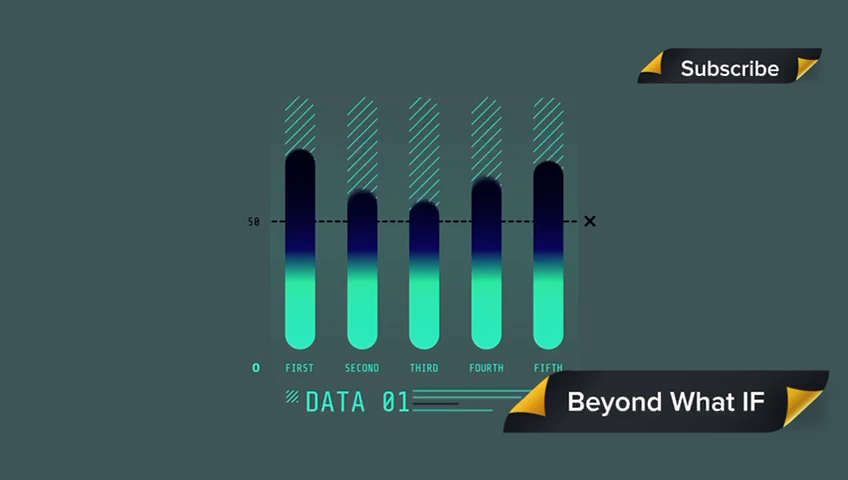 Subscribe
50
0 FIRST SECOND THIRD FOURTH FIFTH
DATA 01
Beyond What IF